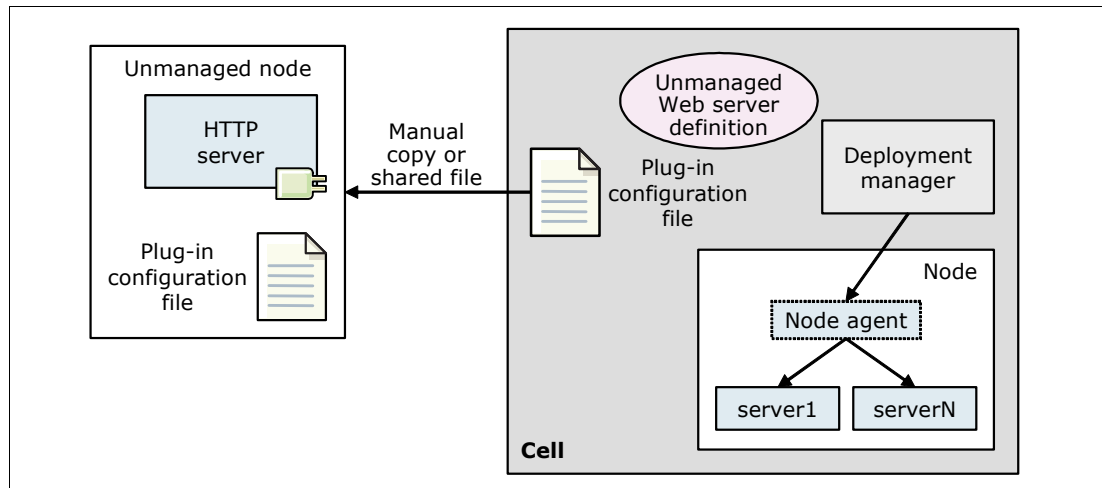 Unmanaged node
HTTP
server
Plug-in
configuration
file
Manual
copy or
shared file
Unmanaged
Web server
definition
Plug-in
configuration
file
Deployment
manager
Node
Node agent
server1
serverN
Cell